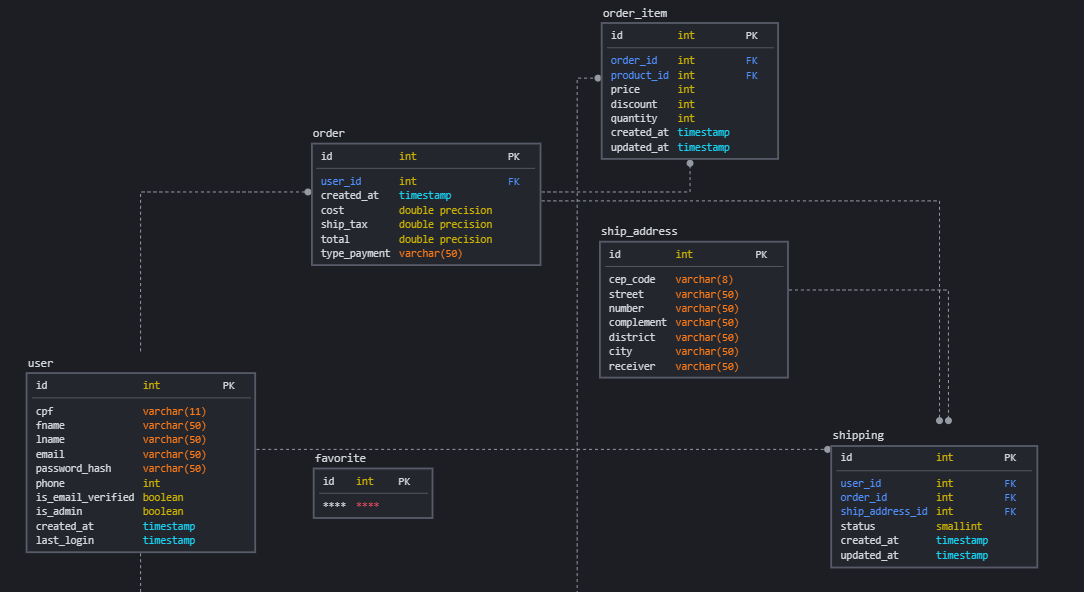 order_item
id int PK
order_id int FK
product_id int FK
price int
discount int
quantity int
created_at timestamp
updated_at timestamp
order
id int PK
user_id int FK
created_at timestamp
cost double precision
ship_tax double precision
total double precision
type_payment varchar(50)
ship_address
id int PK
cep_code varchar(8)
street varchar(50)
number varchar(50)
complement varchar(50)
district varchar(50)
city varchar(50)
receiver varchar(50)
user
id int PK
cpf varchar(11)
fname varchar(50)
lname varchar(50)
email varchar(50)
password_hash varchar(50)
phone int
is_email_verified boolean
is_admin boolean
created_at timestamp
last_login timestamp
favorite
id int PK
**** ****
shipping
id int PK
user_id int FK
order_id int FK
ship_address_id int FK
status smallint
created_at timestamp
updated_at timestamp